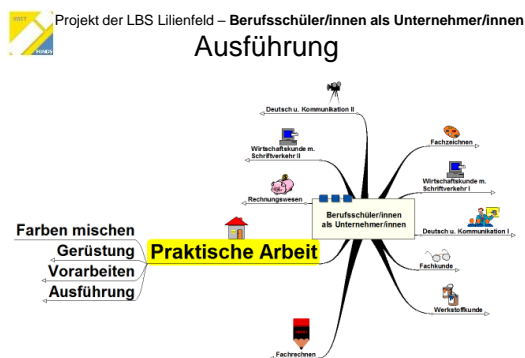 Projekt der LBS Lilienfeld – Berufsschüler/innen als Unternehmer/innen
Ausführung
Deutsch u. Kommunikation II
Wirtschaftskunde m.
Schriftverkehr II
Rechnungswesen
Fachzeichnen
Wirtschaftskunde m.
Schriftverkehr I
Berufsschüler/innen
als Unternehmer/innen
Deutsch u. Kommunikation I
Farben mischen
Gerüstung
Vorarbeiten
Ausführung
Praktische Arbeit
Fachkunde
Werkstoffkunde
Fachrechnen